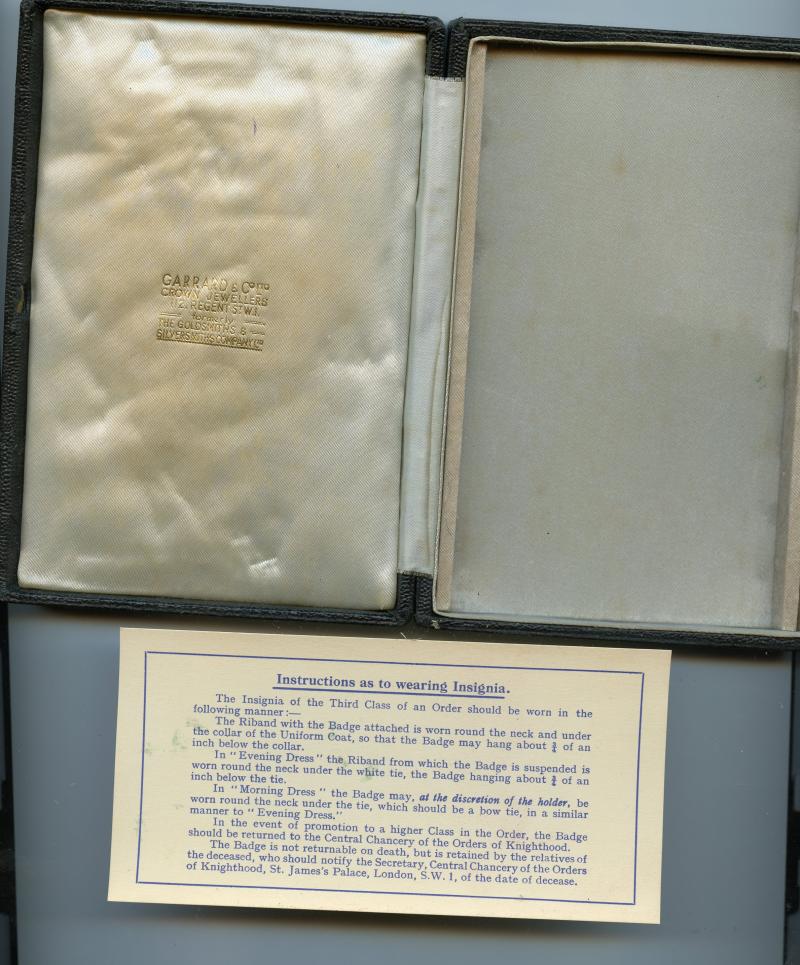 GARRARD & Co LTD
CROWN JEWELLERS
112, REGENT ST. W.1.
formerly
THE GOLDSMITHS &
SILVERSMITHS COMPANY LTD
Instructions as to wearing Insignia.
The Insignia of the Third Class of an Order should be worn in the
following manner:—
The Riband with the Badge attached is worn round the neck and under
the collar of the Uniform Coat, so that the Badge may hang about ¾ of an
inch below the collar.
In "Evening Dress" the Riband from which the Badge is suspended is
worn round the neck under the white tie, the Badge hanging about ¾ of an
inch below the tie.
In "Morning Dress" the Badge may, at the discretion of the holder, be
worn round the neck under the tie, which should be a bow tie, in a similar
manner to "Evening Dress."
In the event of promotion to a higher Class in the Order, the Badge
should be returned to the Central Chancery of the Orders of Knighthood.
The Badge is not returnable on death, but is retained by the relatives of
the deceased, who should notify the Secretary, Central Chancery of the Orders
of Knighthood, St. James's Palace, London, S.W. 1, of the date of decease.